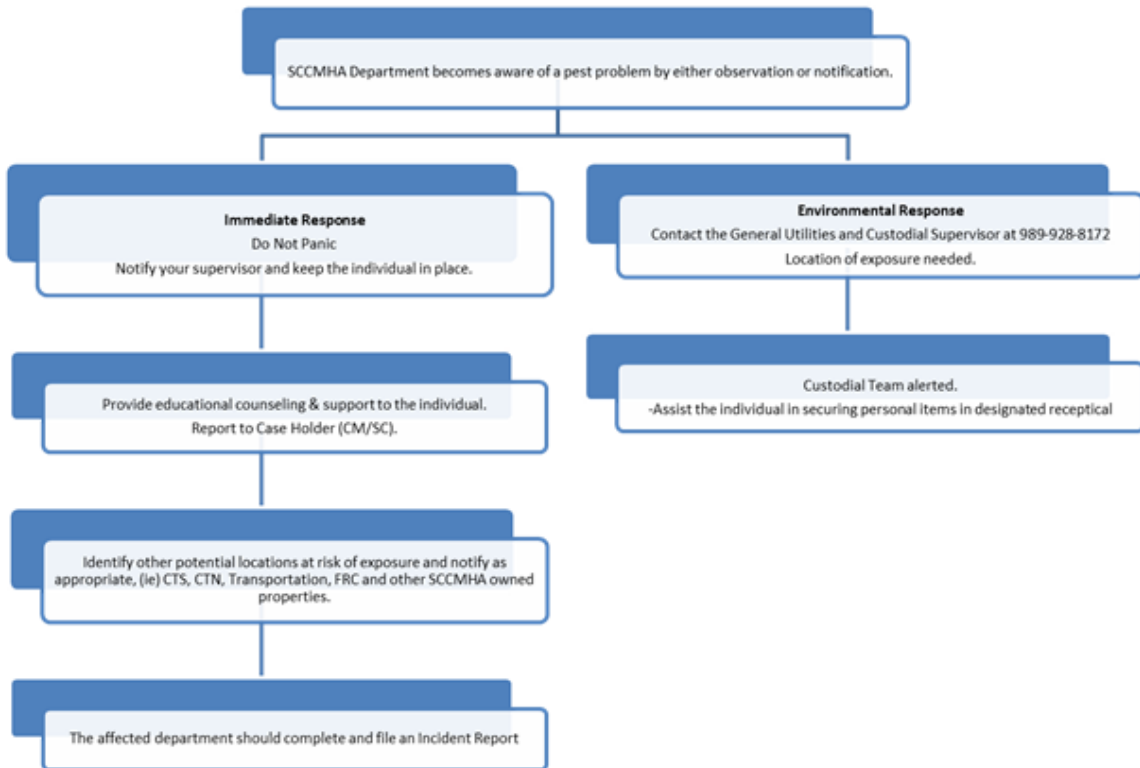 SCCMHA Department becomes aware of a pest problem by either observation or notification.
Immediate Response
Do Not Panic
Notify your supervisor and keep the individual in place.
Environmental Response
Contact the General Utilities and Custodial Supervisor at 989-928-8172
Location of exposure needed.
Provide educational counseling & support to the individual.
Report to Case Holder (CM/SC).
Custodial Team alerted.
-Assist the individual in securing personal items in designated receptical
Identify other potential locations at risk of exposure and notify as
appropriate, (ie) CTS, CTN, Transportation, FRC and other SCCMHA owned
properties.
The affected department should complete and file an Incident Report